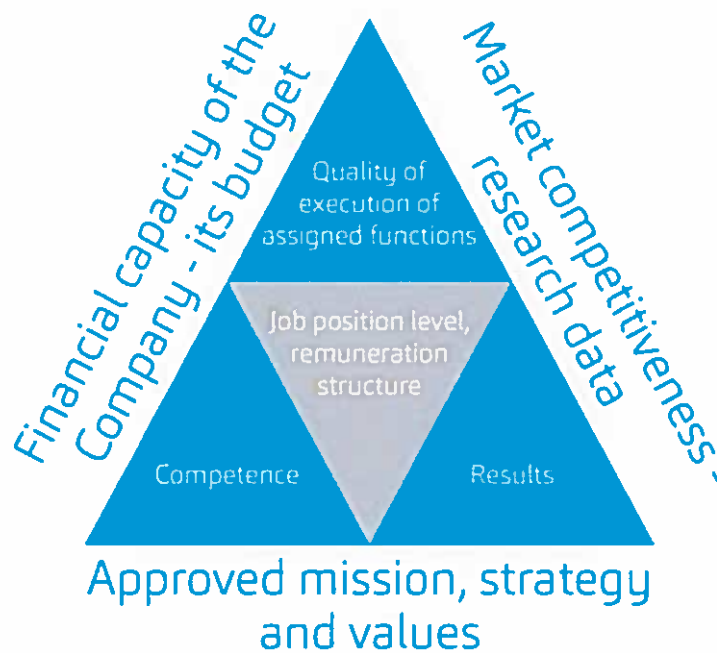 Financial capacity of the
Company - its budget
Market competitiveness -
research data
Quality of
execution of
assigned functions
Job position level,
remuneration
structure
Competence
Results
Approved mission, strategy
and values